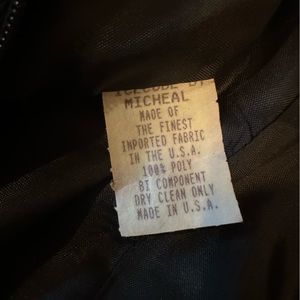 MICHEAL
MADE OF
THE FINEST
IMPORTED FABRIC
IN THE U.S.A.
100% POLY
BI COMPONENT
DRY CLEAN ONLY
MADE IN U.S.A.